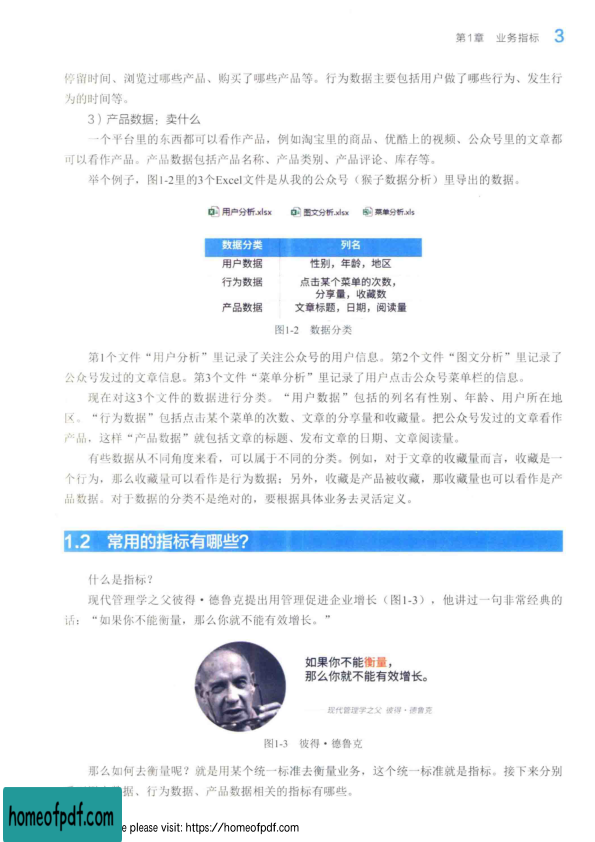 第1章 业务指标 3
停留时间、浏览过哪些产品、购买了哪些产品等。行为数据主要包括用户做了哪些行为、发生行
为的时间等。
3）产品数据：卖什么
一个平台里的东西都可以看作产品，例如淘宝里的商品、优酷上的视频、公众号里的文章都
可以看作产品。产品数据包括产品名称、产品类别、产品评论、库存等。
举个例子，图1-2里的3个Excel文件是从我的公众号（猴子数据分析）里导出的数据。
用户分析.xlsx 图文分析.xlsx 菜单分析.xls
数据分类 列名
用户数据 性别，年龄，地区
行为数据 点击某个菜单的次数，
分享量，收藏数
产品数据 文章标题，日期，阅读量
图1-2 数据分类
第1个文件“用户分析”里记录了关注公众号的用户信息。第2个文件“图文分析”里记录了
公众号发过的文章信息。第3个文件“菜单分析”里记录了用户点击公众号菜单栏的信息。
现在对这3个文件的数据进行分类。“用户数据”包括的列名有性别、年龄、用户所在地
区。“行为数据”包括点击某个菜单的次数、文章的分享量和收藏量。把公众号发过的文章看作
产品，这样“产品数据”就包括文章的标题、发布文章的日期、文章阅读量。
有些数据从不同角度来看，可以属于不同的分类。例如，对于文章的收藏量而言，收藏是一
个行为，那么收藏量可以看作是行为数据；另外，收藏是产品被收藏，那收藏量也可以看作是产
品数据。对于数据的分类不是绝对的，要根据具体业务去灵活定义。
1.2 常用的指标有哪些？
什么是指标？
现代管理学之父彼得·德鲁克提出用管理促进企业增长（图1-3），他讲过一句非常经典的
话：“如果你不能衡量，那么你就不能有效增长。”
如果你不能衡量，
那么你就不能有效增长。
现代管理学之父 彼得·德鲁克
图1-3 彼得·德鲁克
那么如何去衡量呢？就是用某个统一标准去衡量业务，这个统一标准就是指标。接下来分别
据、行为数据、产品数据相关的指标有哪些。
homeofpdf.com
e please visit: https://homeofpdf.com